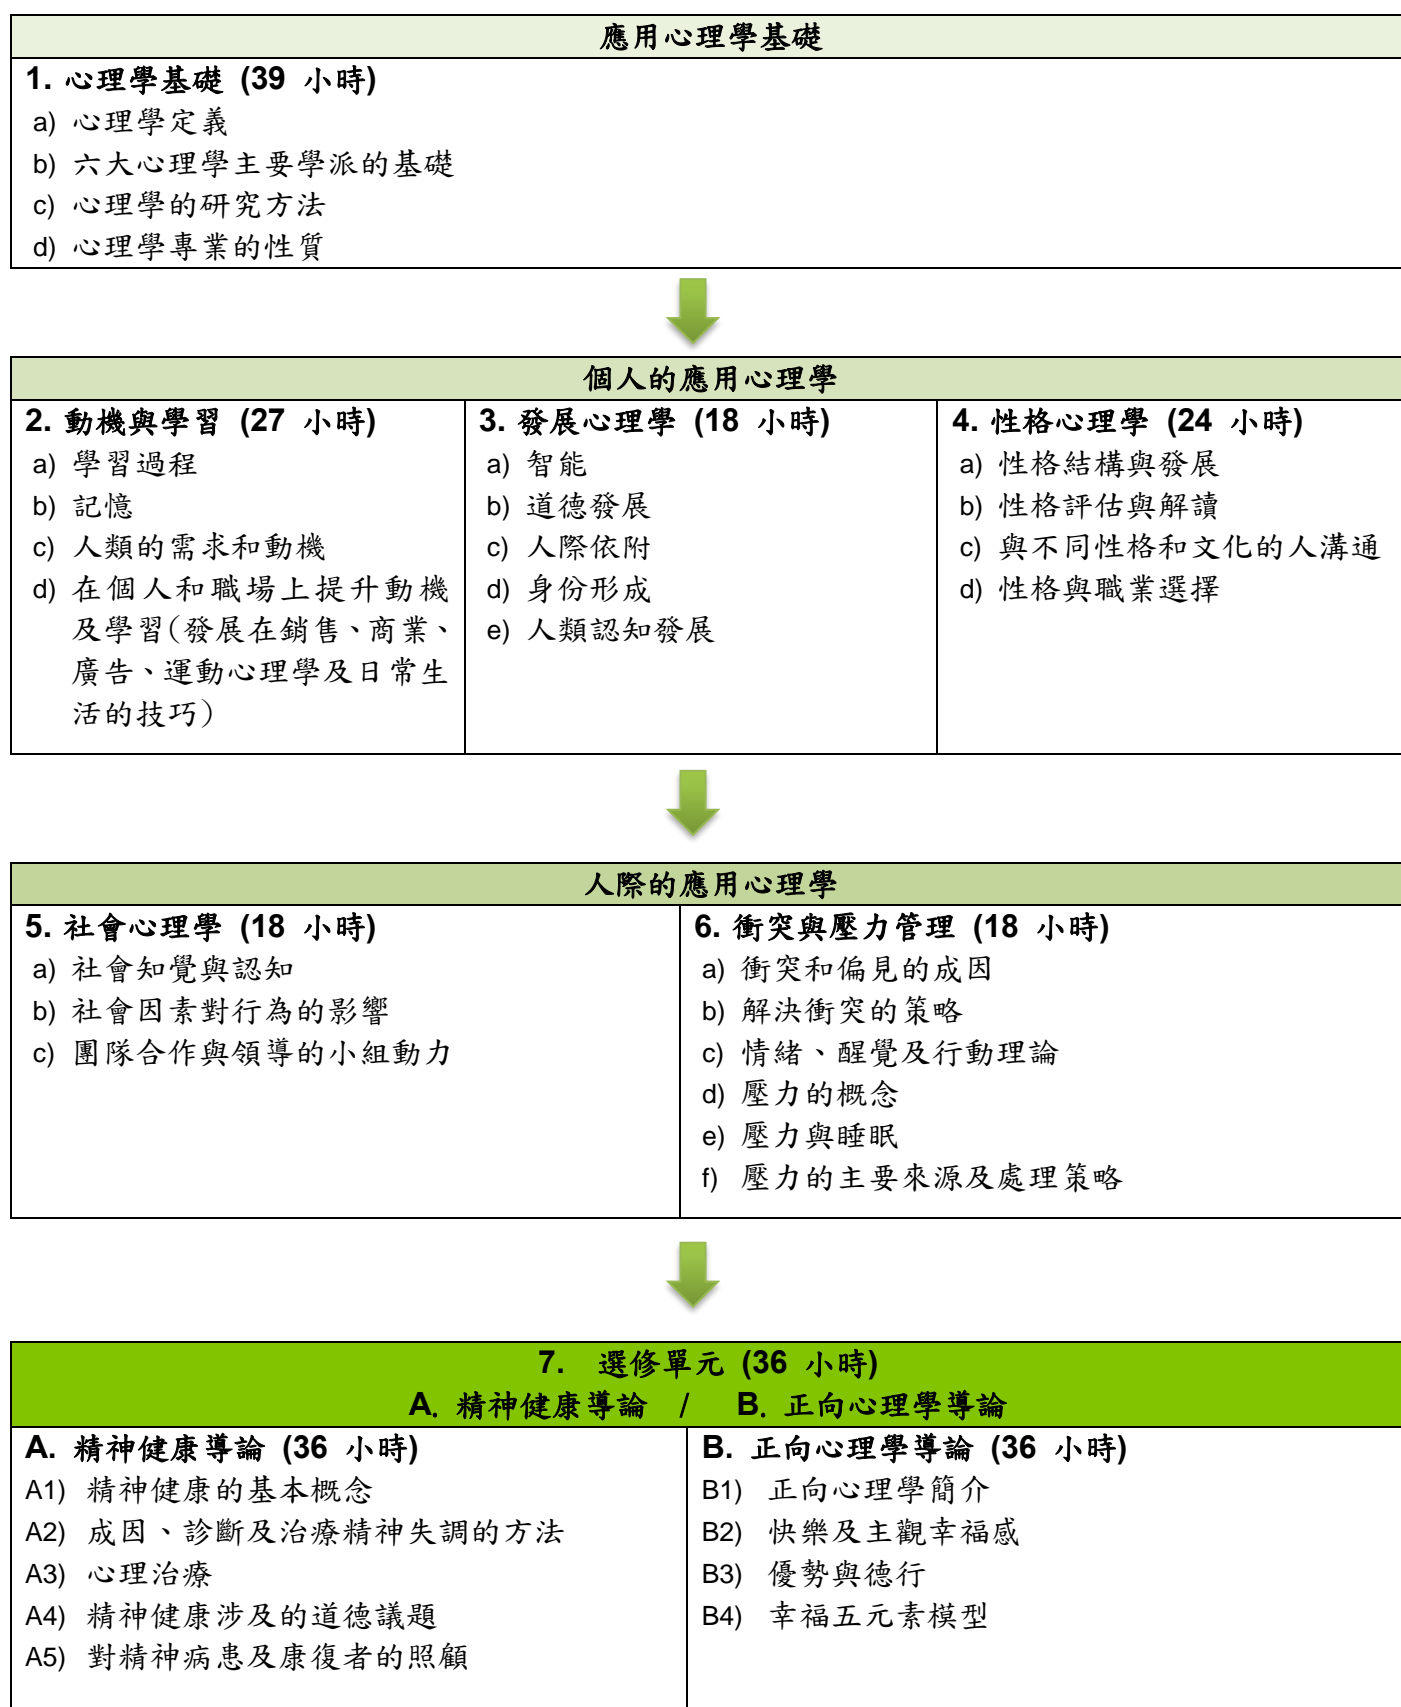 應用心理學基礎
1. 心理學基礎 (39 小時)
a) 心理學定義
b) 六大心理學主要學派的基礎
c) 心理學的研究方法
d) 心理學專業的性質
個人的應用心理學
2. 動機與學習 (27 小時)
a) 學習過程
b) 記憶
c) 人類的需求和動機
d) 在個人和職場上提升動機
及學習(發展在銷售、商業、
廣告、運動心理學及日常生
活的技巧)
3. 發展心理學 (18 小時)
a) 智能
b) 道德發展
c) 人際依附
d) 身份形成
e) 人類認知發展
4. 性格心理學 (24 小時)
a) 性格結構與發展
b) 性格評估與解讀
c) 與不同性格和文化的人溝通
d) 性格與職業選擇
人際的應用心理學
5. 社會心理學 (18 小時)
a) 社會知覺與認知
b) 社會因素對行為的影響
c) 團隊合作與領導的小組動力
6. 衝突與壓力管理 (18 小時)
a) 衝突和偏見的成因
b) 解決衝突的策略
c) 情緒、醒覺及行動理論
d) 壓力的概念
e) 壓力與睡眠
f) 壓力的主要來源及處理策略
7. 選修單元 (36 小時)
A. 精神健康導論 / B. 正向心理學導論
A. 精神健康導論 (36 小時)
A1) 精神健康的基本概念
A2) 成因、診斷及治療精神失調的方法
A3) 心理治療
A4) 精神健康涉及的道德議題
A5) 對精神病患及康復者的照顧
B. 正向心理學導論 (36 小時)
B1) 正向心理學簡介
B2) 快樂及主觀幸福感
B3) 優勢與德行
B4) 幸福五元素模型